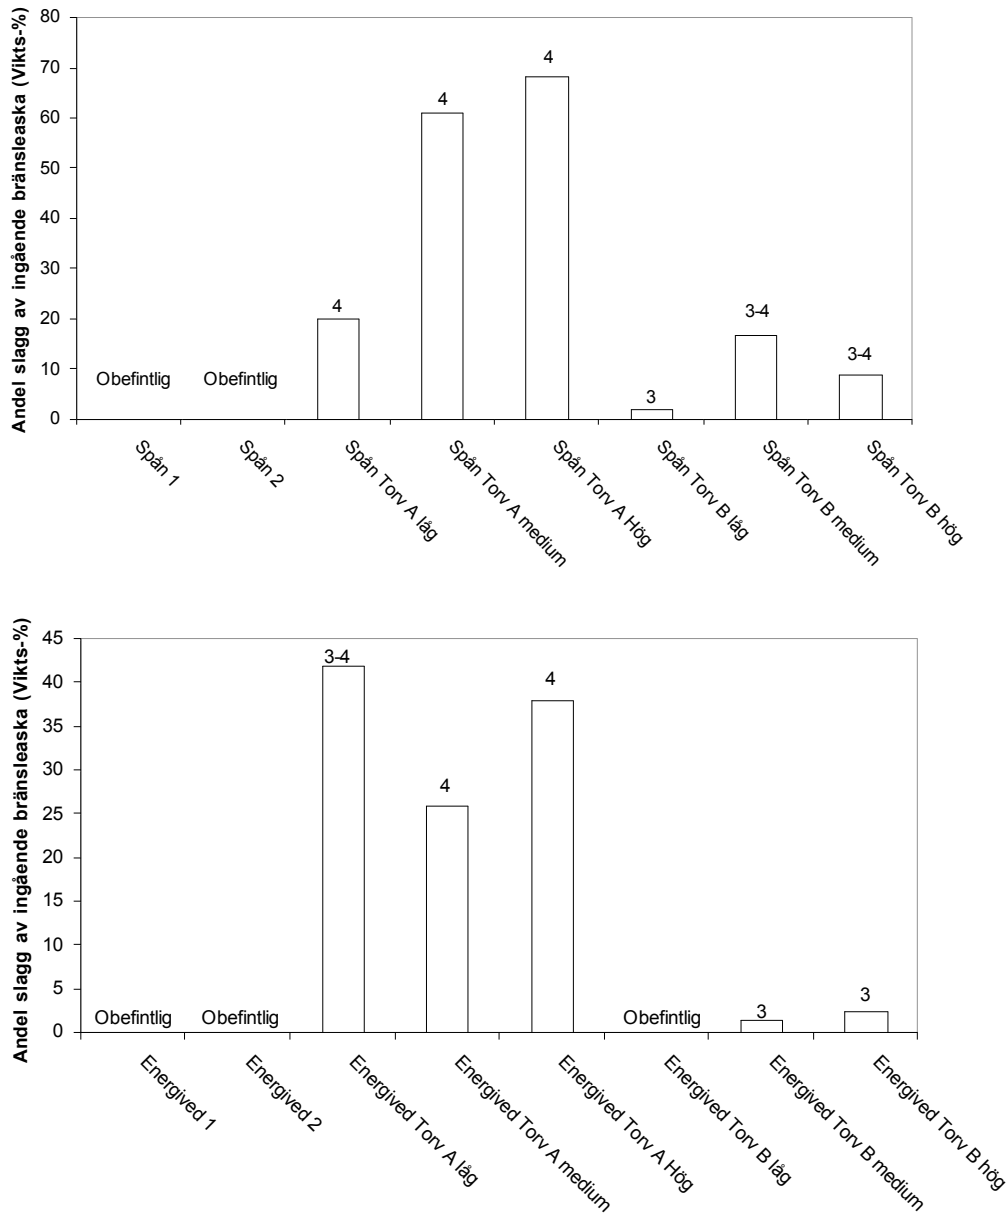 Andel slagg av ingående bränsleaska (Vikts-%)
80
70
60
50
40
30
20
10
0
Obefintlig
Obefintlig
4
4
4
3
3-4
3-4
Spån 1
Spån 2
Spån Torv A låg
Spån Torv A medium
Spån Torv A Hög
Spån Torv B låg
Spån Torv B medium
Spån Torv B hög
Andel slagg av ingående bränsleaska (Vikts-%)
45
40
35
30
25
20
15
10
5
0
Obefintlig
Obefintlig
3-4
4
4
Obefintlig
3
3
Energived 1
Energived 2
Energived Torv A låg
Energived Torv A medium
Energived Torv A Hög
Energived Torv B låg
Energived Torv B medium
Energived Torv B hög